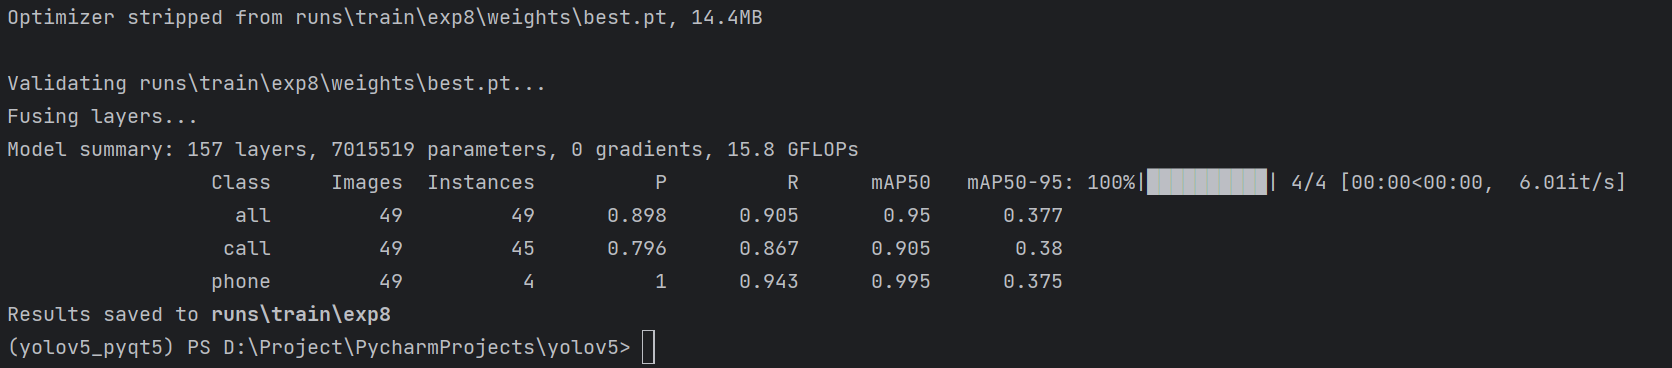 Optimizer stripped from runs\train\exp8\weights\best.pt, 14.4MB
Validating runs\train\exp8\weights\best.pt...
Fusing layers...
Model summary: 157 layers, 7015519 parameters, 0 gradients, 15.8 GFLOPs
Class Images Instances P R mAP50 mAP50-95: 100%|██████████| 4/4 [00:00<00:00, 6.01it/s]
all 49 49 0.898 0.905 0.95 0.377
call 49 45 0.796 0.867 0.905 0.38
phone 49 4 1 0.943 0.995 0.375
Results saved to runs\train\exp8
(yolov5_pyqt5) PS D:\Project\PycharmProjects\yolov5>